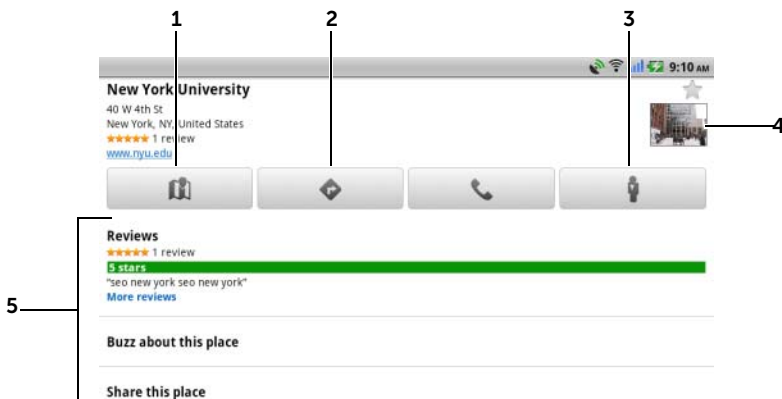 1 2 3
9:10 AM
New York University
40 W 4th St
New York, NY, United States
1 review
www.nyu.edu
4
Reviews
1 review
5 stars
"seo new york seo new york"
More reviews
5
Buzz about this place
Share this place